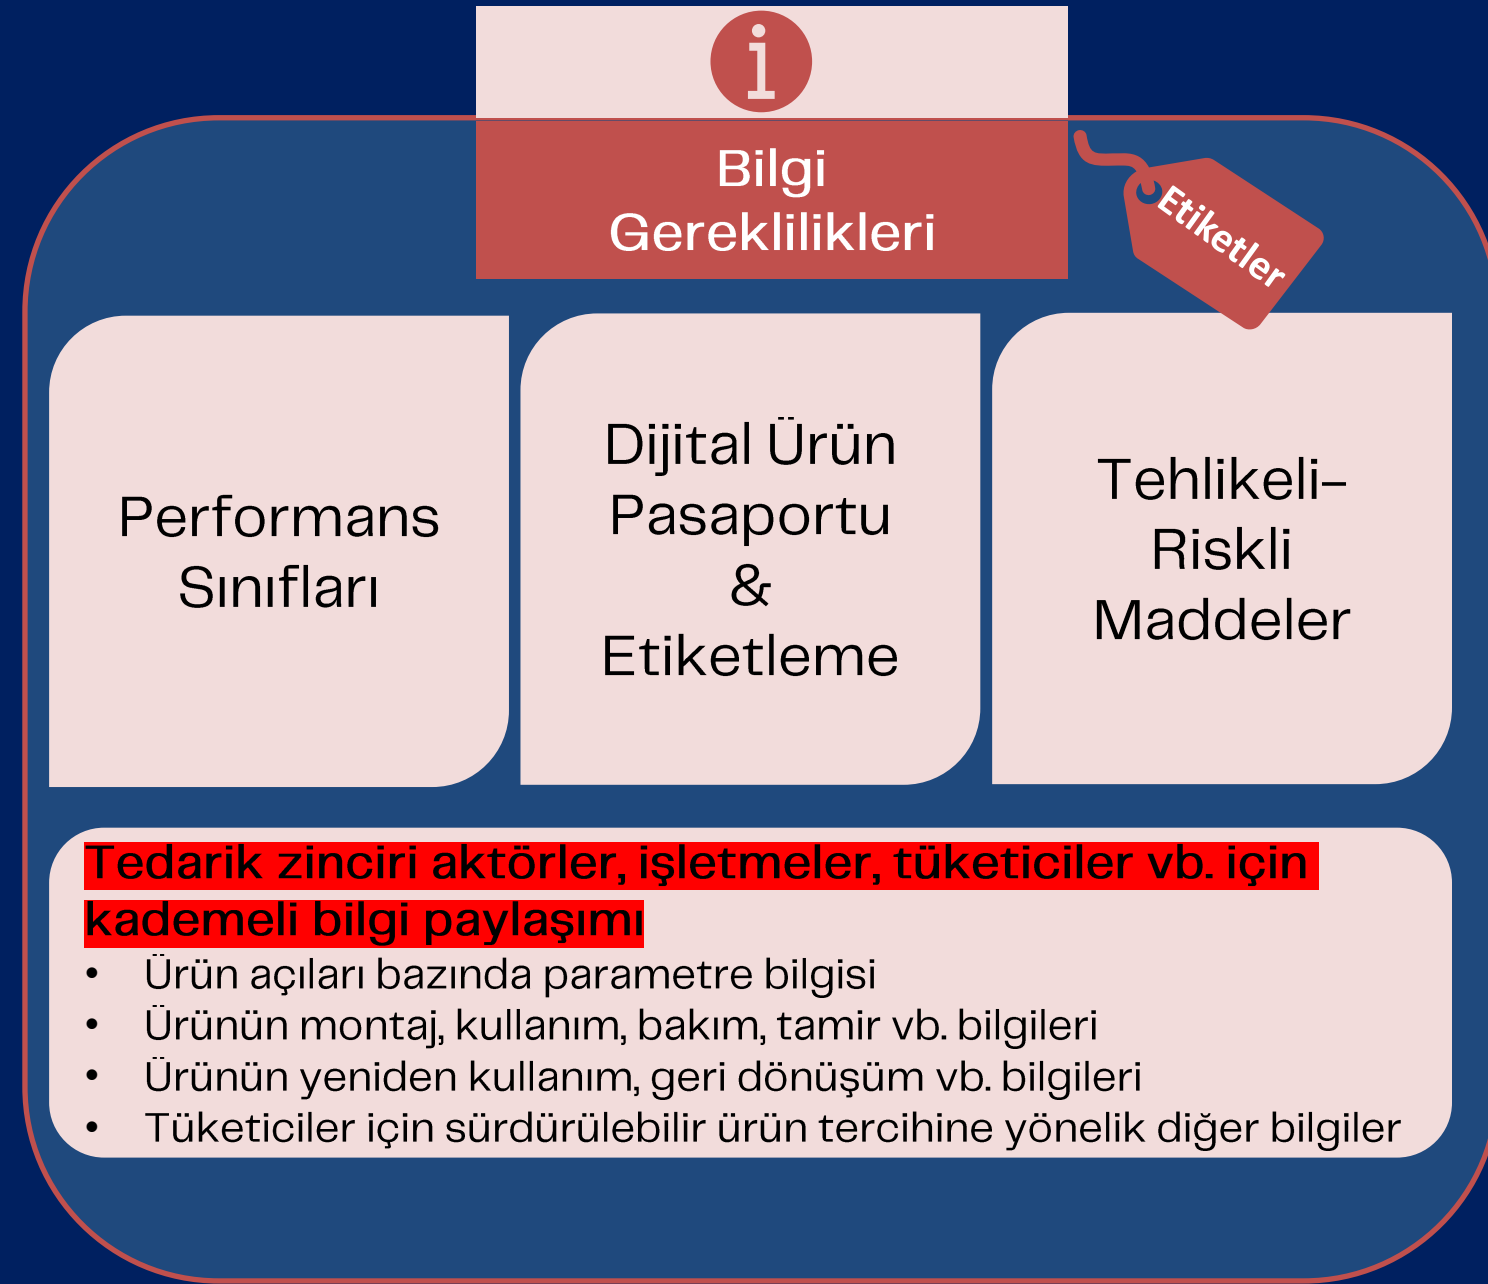 i
Bilgi
Gereklilikleri
Etiketler
Performans
Sınıfları
Dijital Ürün
Pasaportu
&
Etiketleme
Tehlikeli-
Riskli
Maddeler
Tedarik zinciri aktörler, işletmeler, tüketiciler vb. için
kademeli bilgi paylaşımı
• Ürün açıları bazında parametre bilgisi
• Ürünün montaj, kullanım, bakım, tamir vb. bilgileri
• Ürünün yeniden kullanım, geri dönüşüm vb. bilgileri
• Tüketiciler için sürdürülebilir ürün tercihine yönelik diğer bilgiler